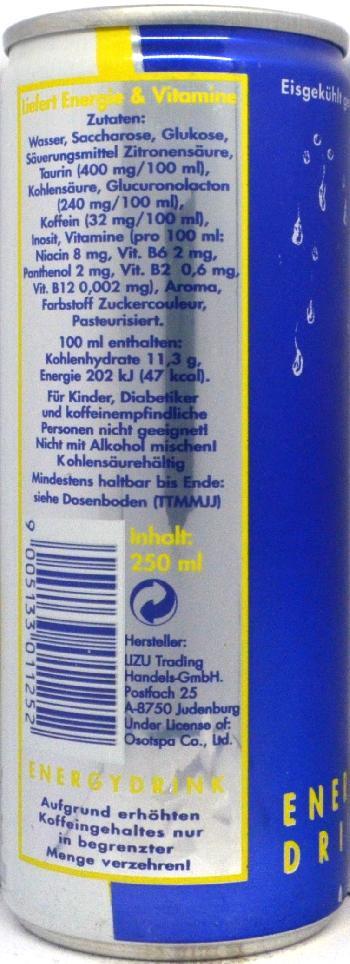 Liefert Energie & Vitamine
Zutaten:
Wasser, Saccharose, Glukose,
Säuerungsmittel Zitronensäure,
Taurin (400 mg/100 ml),
Kohlensäure, Glucuronolacton
(240 mg/100 ml),
Koffein (32 mg/100 ml),
Inosit, Vitamine (pro 100 ml:
Niacin 8 mg, Vit. B6 2 mg,
Panthenol 2 mg, Vit. B2 0,6 mg,
Vit. B12 0,002 mg), Aroma,
Farbstoff Zuckercouleur,
Pasteurisiert.
100 ml enthalten:
Kohlenhydrate 11,3 g,
Energie 202 kJ (47 kcal).
Für Kinder, Diabetiker
und koffeinempfindliche
Personen nicht geeignet!
Nicht mit Alkohol mischen!
Kohlensäurehältig
Mindestens haltbar bis Ende:
siehe Dosenboden (TTMMJJ)
Inhalt:
250 ml
9 005133 011252
Hersteller:
LIZU Trading
Handels-GmbH.
Postfach 25
A-8750 Judenburg
Under License of:
Osotspa Co., Ltd.
ENERGYDRINK
Aufgrund erhöhten
Koffeingehaltes nur
in begrenzter
Menge verzehren!
Eisgekühlt
ENE
DRI